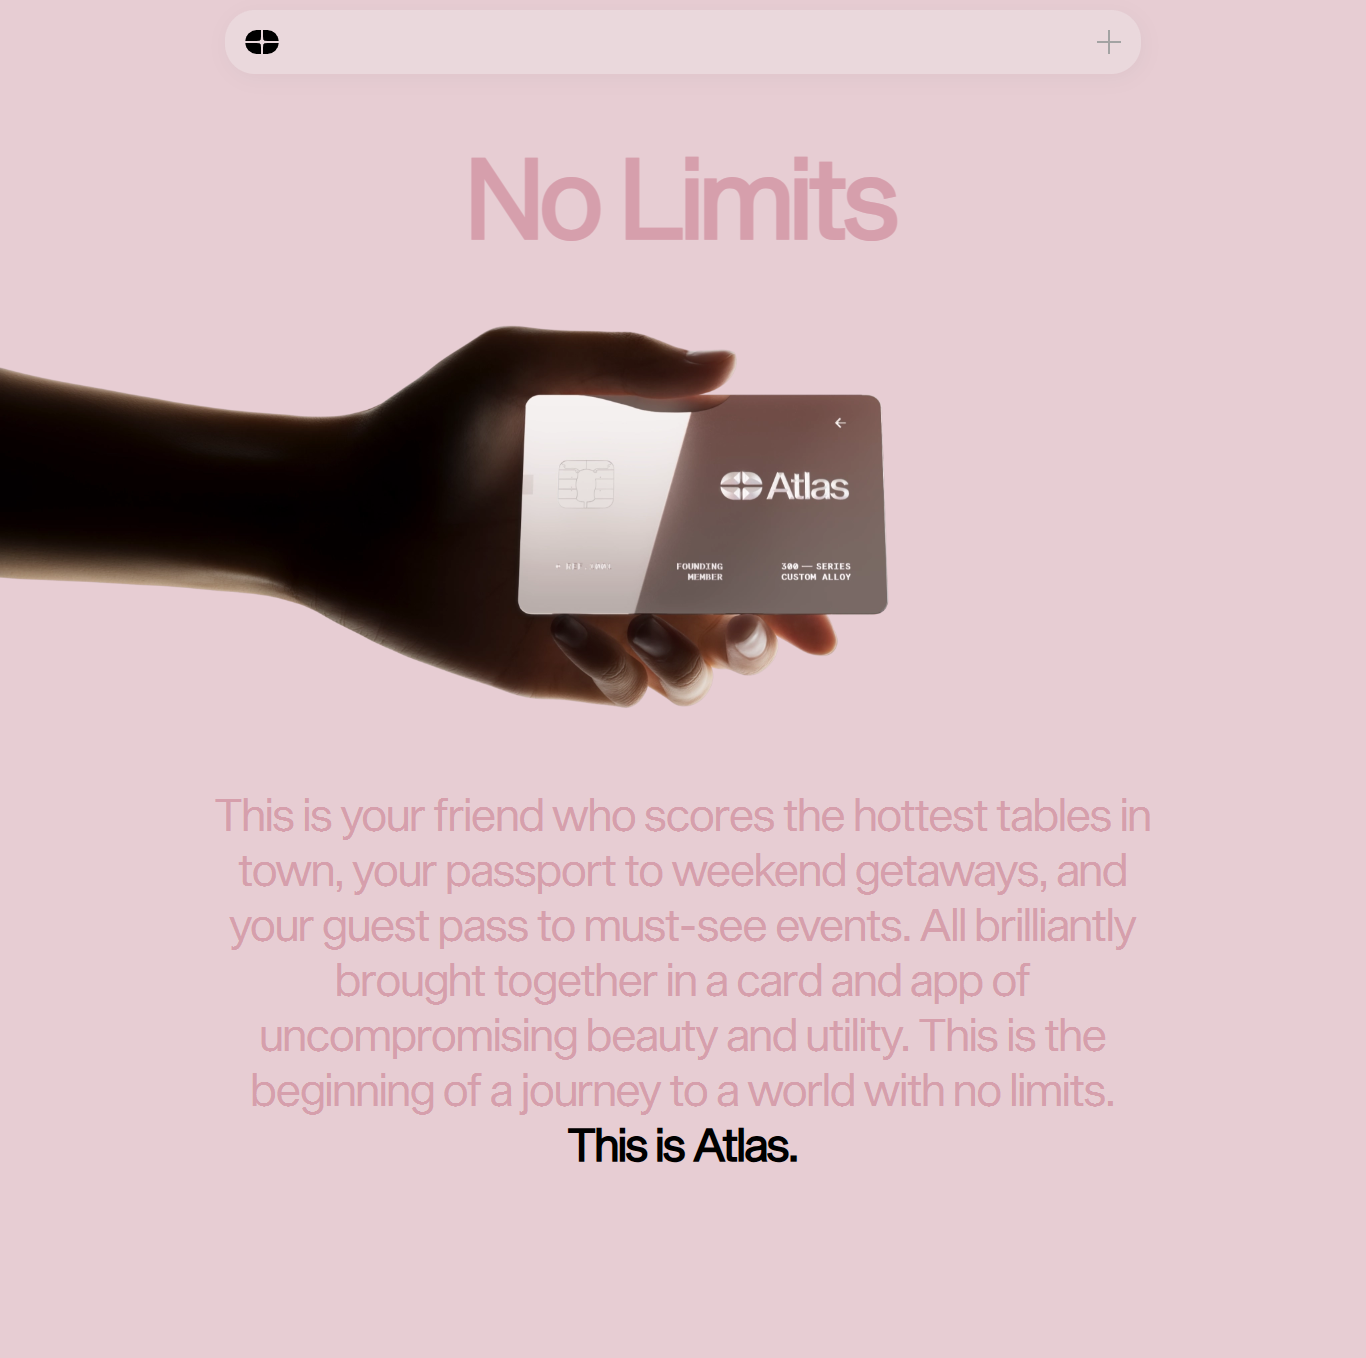 No Limits
Atlas
FOUNDING
MEMBER
300 — SERIES
CUSTOM ALLOY
This is your friend who scores the hottest tables in
town, your passport to weekend getaways, and
your guest pass to must-see events. All brilliantly
brought together in a card and app of
uncompromising beauty and utility. This is the
beginning of a journey to a world with no limits.
This is Atlas.